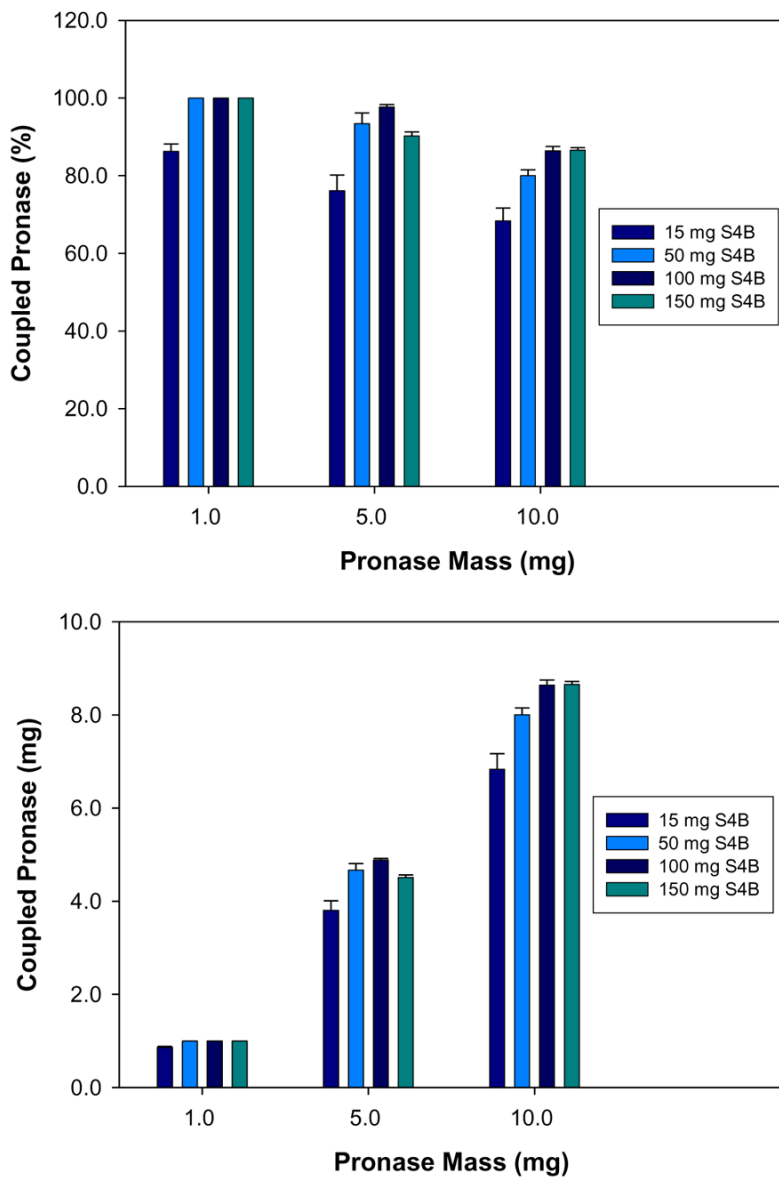 120.0
100.0
80.0
60.0
40.0
20.0
0.0
Coupled Pronase (%)
15 mg S4B
50 mg S4B
100 mg S4B
150 mg S4B
1.0 5.0 10.0
Pronase Mass (mg)
10.0
8.0
6.0
4.0
2.0
0.0
Coupled Pronase (mg)
15 mg S4B
50 mg S4B
100 mg S4B
150 mg S4B
1.0 5.0 10.0
Pronase Mass (mg)